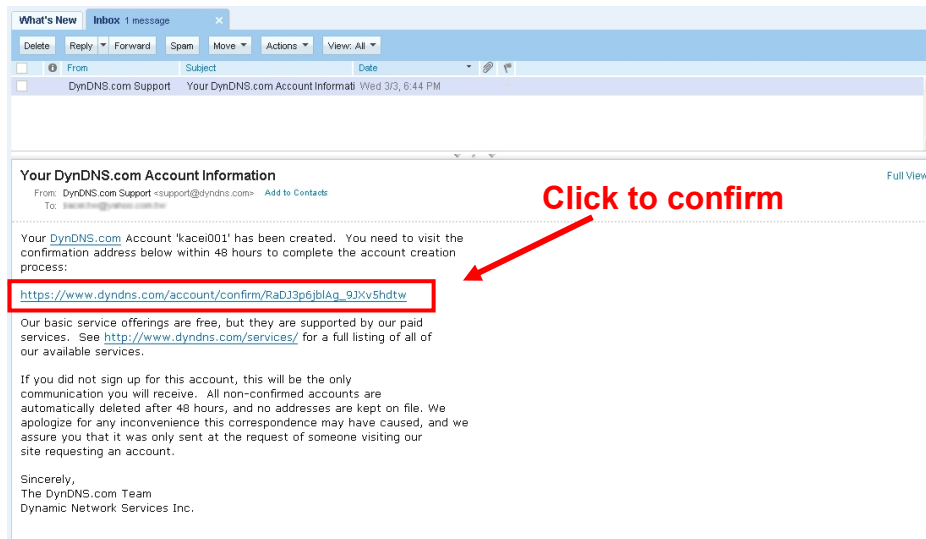 What's New Inbox 1 message ×
Delete Reply Forward Spam Move Actions View: All
From Subject Date
DynDNS.com Support Your DynDNS.com Account Informati Wed 3/3, 6:44 PM
Your DynDNS.com Account Information
Full View
From: DynDNS.com Support <support@dyndns.com> Add to Contacts
To:
Click to confirm
Your DynDNS.com Account 'kacei001' has been created. You need to visit the
confirmation address below within 48 hours to complete the account creation
process:
https://www.dyndns.com/account/confirm/RaDJ3p6jblAg_9JXv5hdtw
Our basic service offerings are free, but they are supported by our paid
services. See http://www.dyndns.com/services/ for a full listing of all of
our available services.
If you did not sign up for this account, this will be the only
communication you will receive. All non-confirmed accounts are
automatically deleted after 48 hours, and no addresses are kept on file. We
apologize for any inconvenience this correspondence may have caused, and we
assure you that it was only sent at the request of someone visiting our
site requesting an account.
Sincerely,
The DynDNS.com Team
Dynamic Network Services Inc.